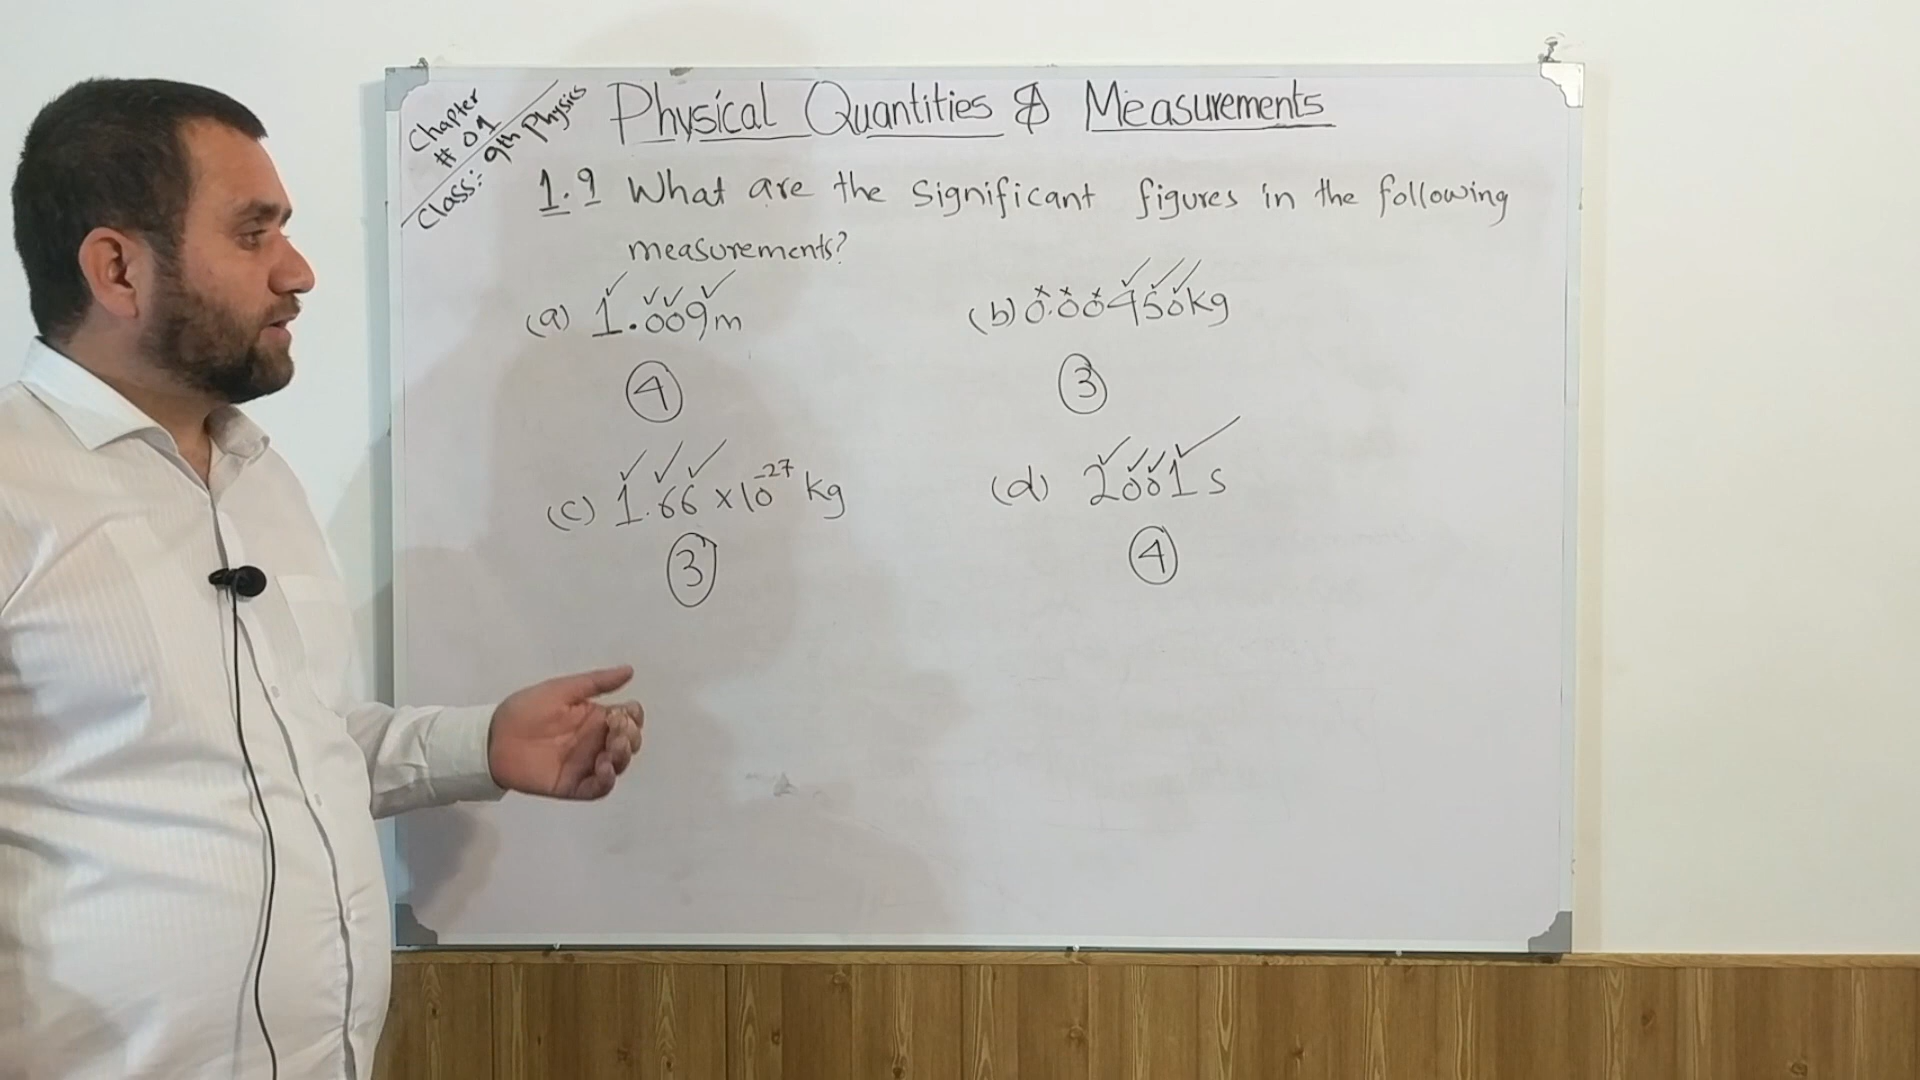 Chapter
# 01
Class:- 9th Physics
Physical Quantities & Measurements
1.9 What are the significant figures in the following
measurements?
(a) 1.009m
(b) 0.00450kg
④
③
(c) 1.66 x 10⁻²⁷ kg
(d) 2001 s
③
④